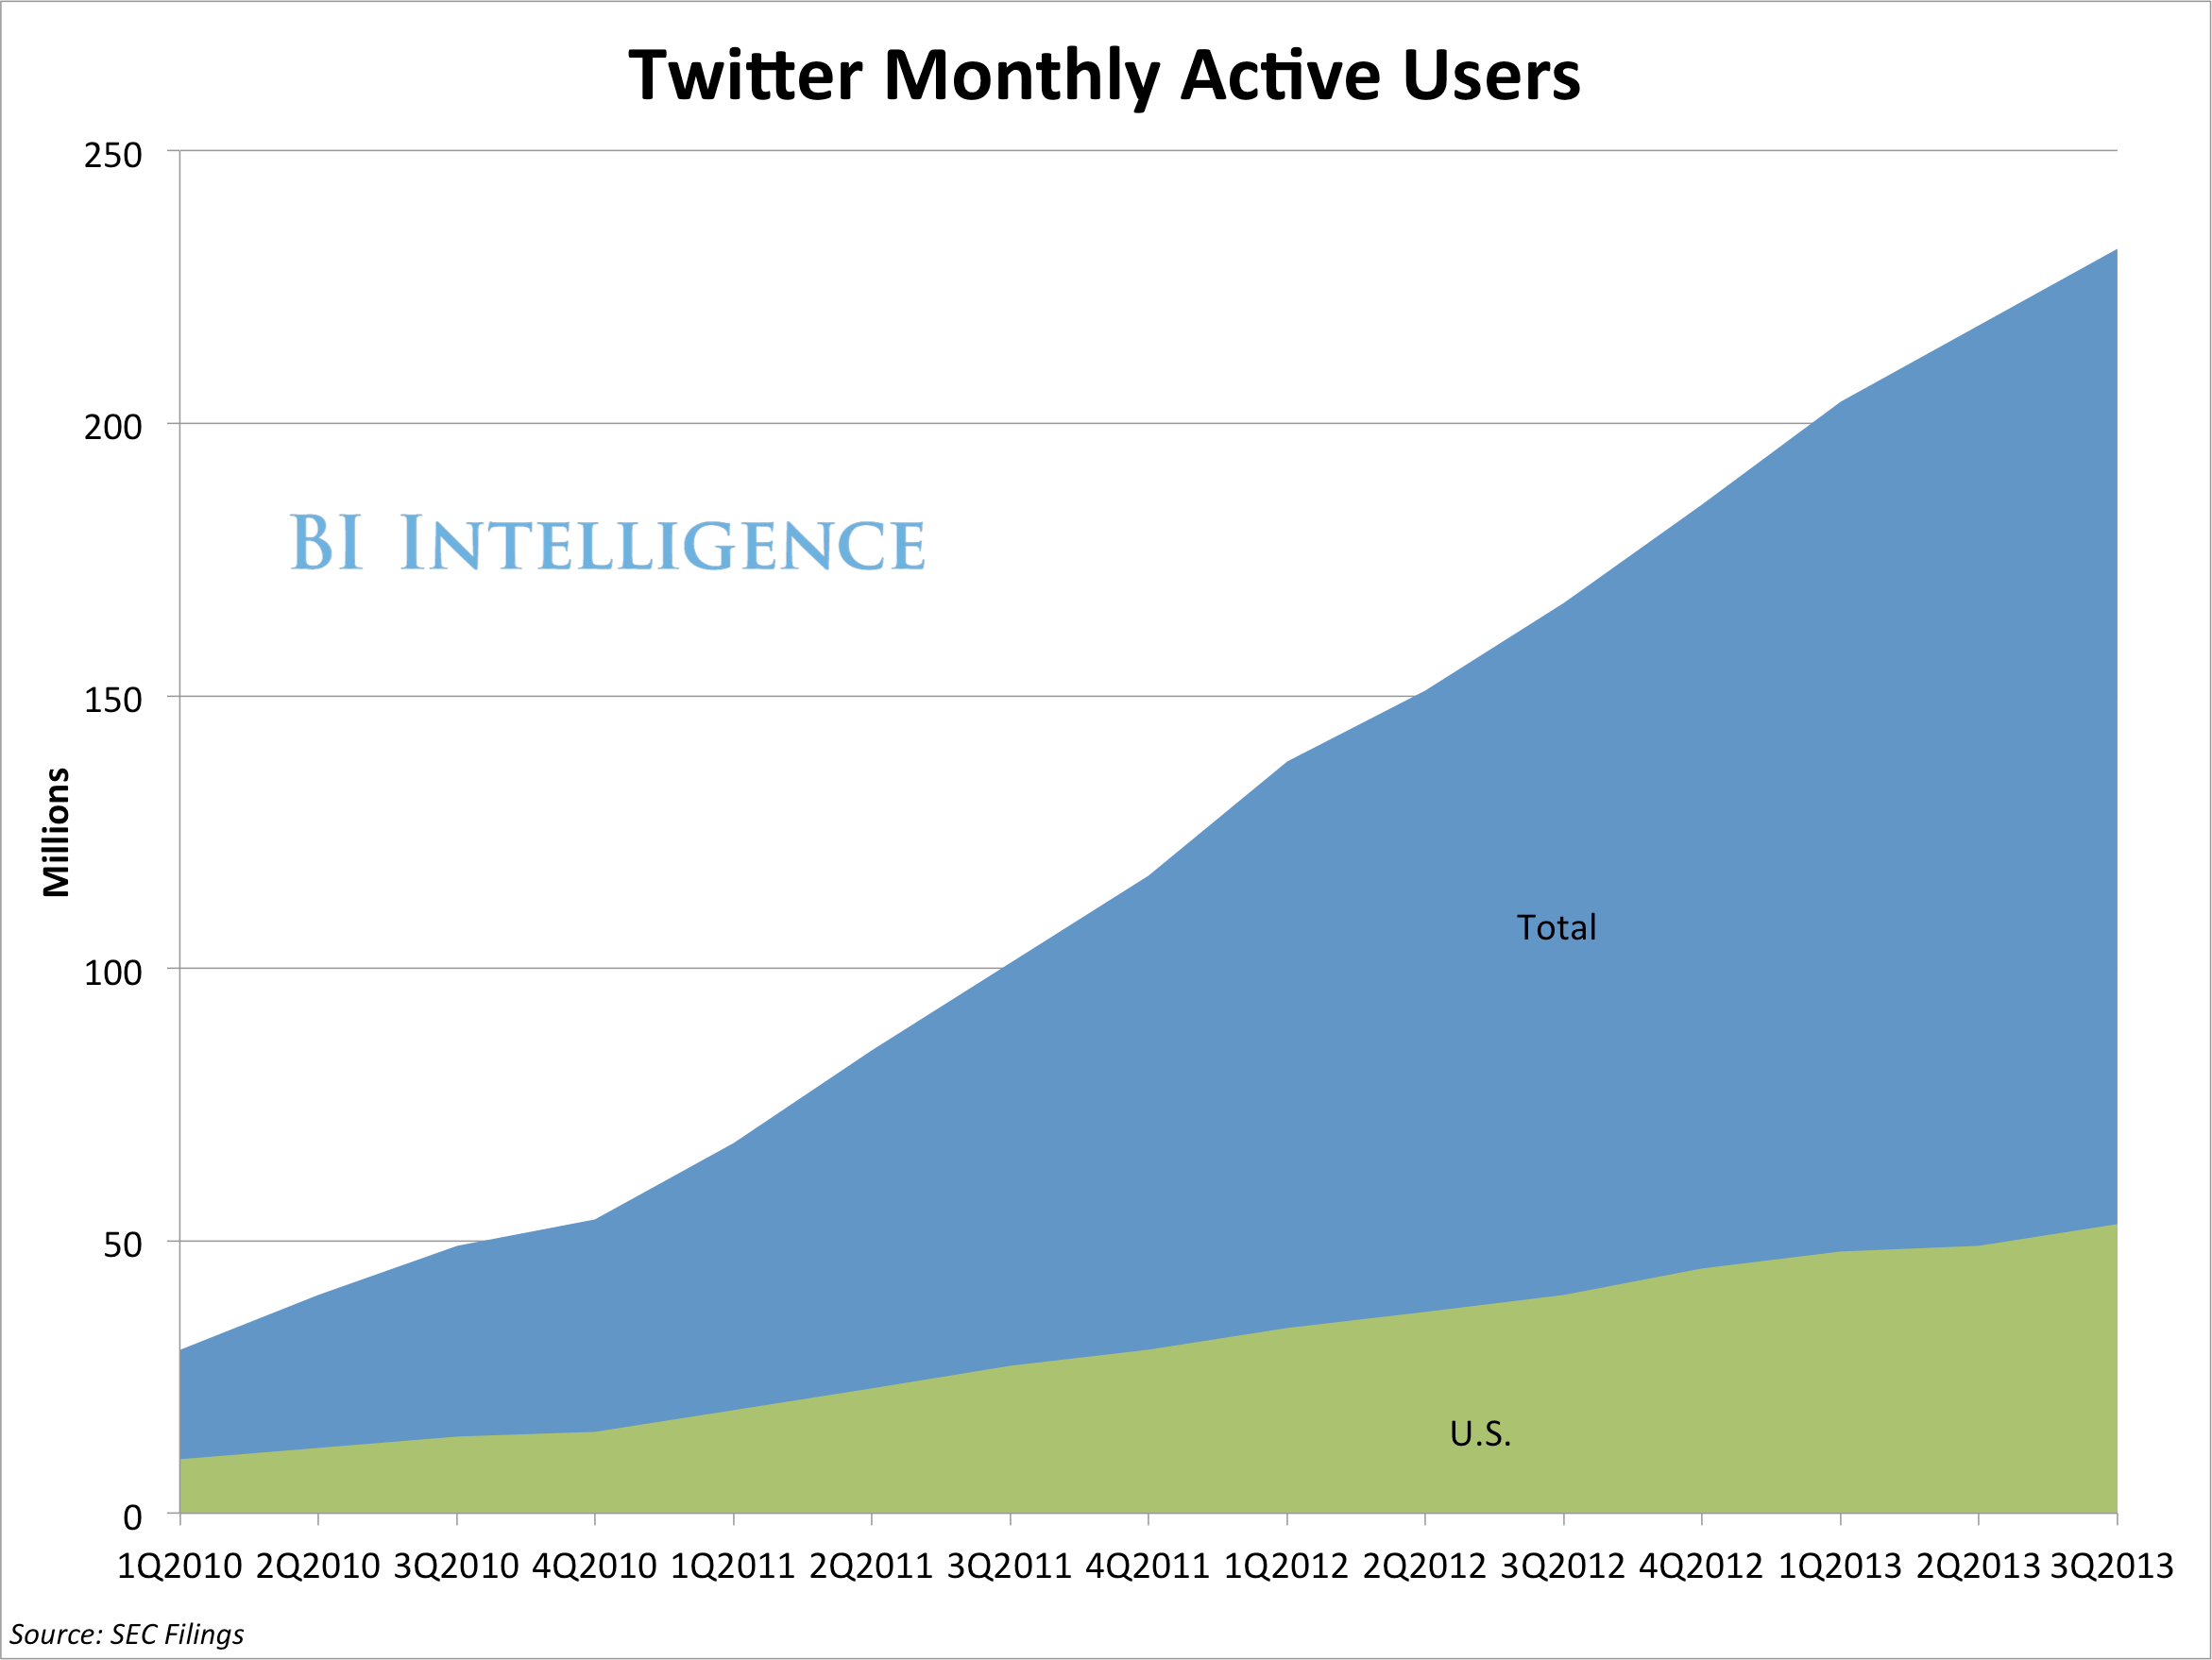 Twitter Monthly Active Users
250
200
150
100
50
0
Millions
BI INTELLIGENCE
Total
U.S.
1Q2010 2Q2010 3Q2010 4Q2010 1Q2011 2Q2011 3Q2011 4Q2011 1Q2012 2Q2012 3Q2012 4Q2012 1Q2013 2Q2013 3Q2013
Source: SEC Filings